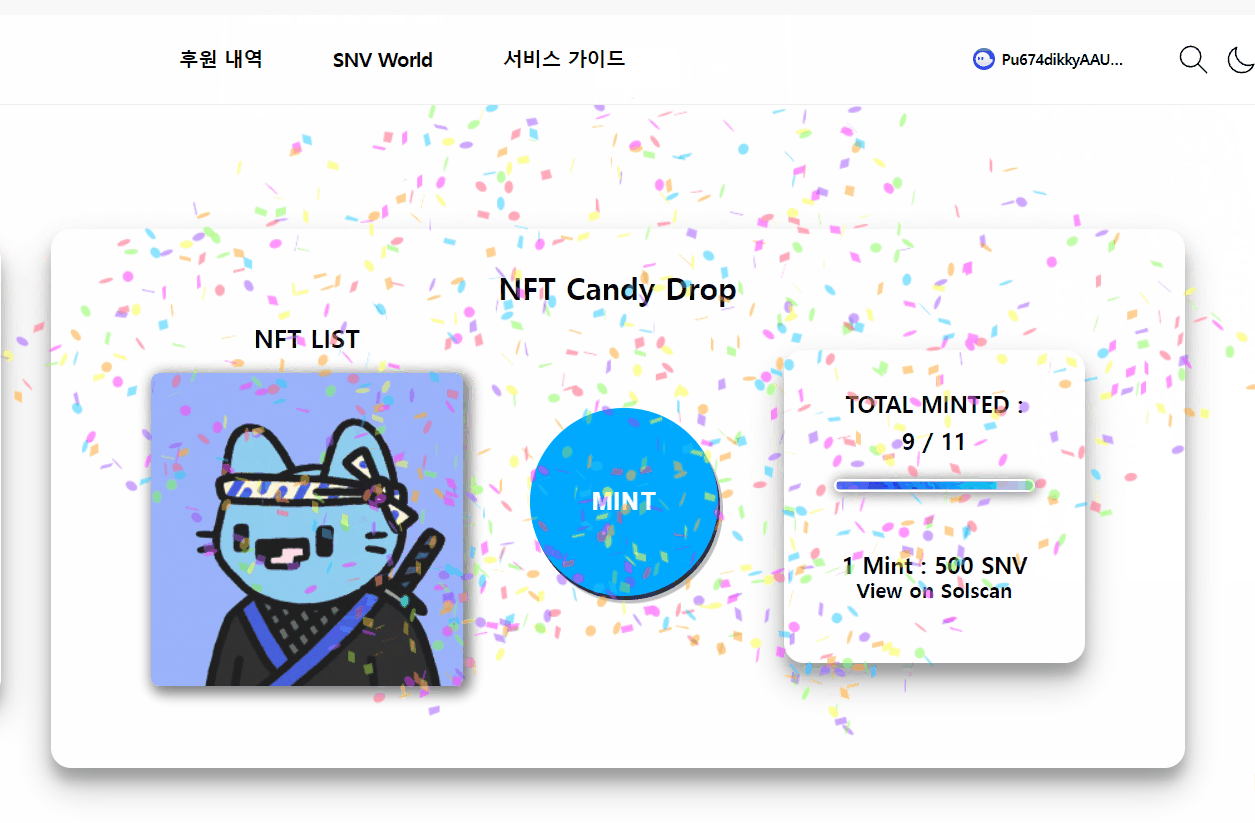 후원 내역
SNV World
서비스 가이드
Pu674dikkyAAU...
NFT Candy Drop
NFT LIST
MINT
TOTAL MINTED :
9 / 11
1 Mint : 500 SNV
View on Solscan